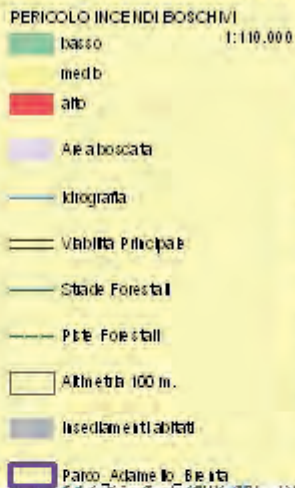 PERICOLO INCENDI BOSCHIVI
1:110.000
basso
medio
alto
Area boscata
Idrografia
Viabilità Principale
Strade Forestali
Piste Forestali
Altimetria 100 m.
Insediamenti abitati
Parco Adamello Brenta